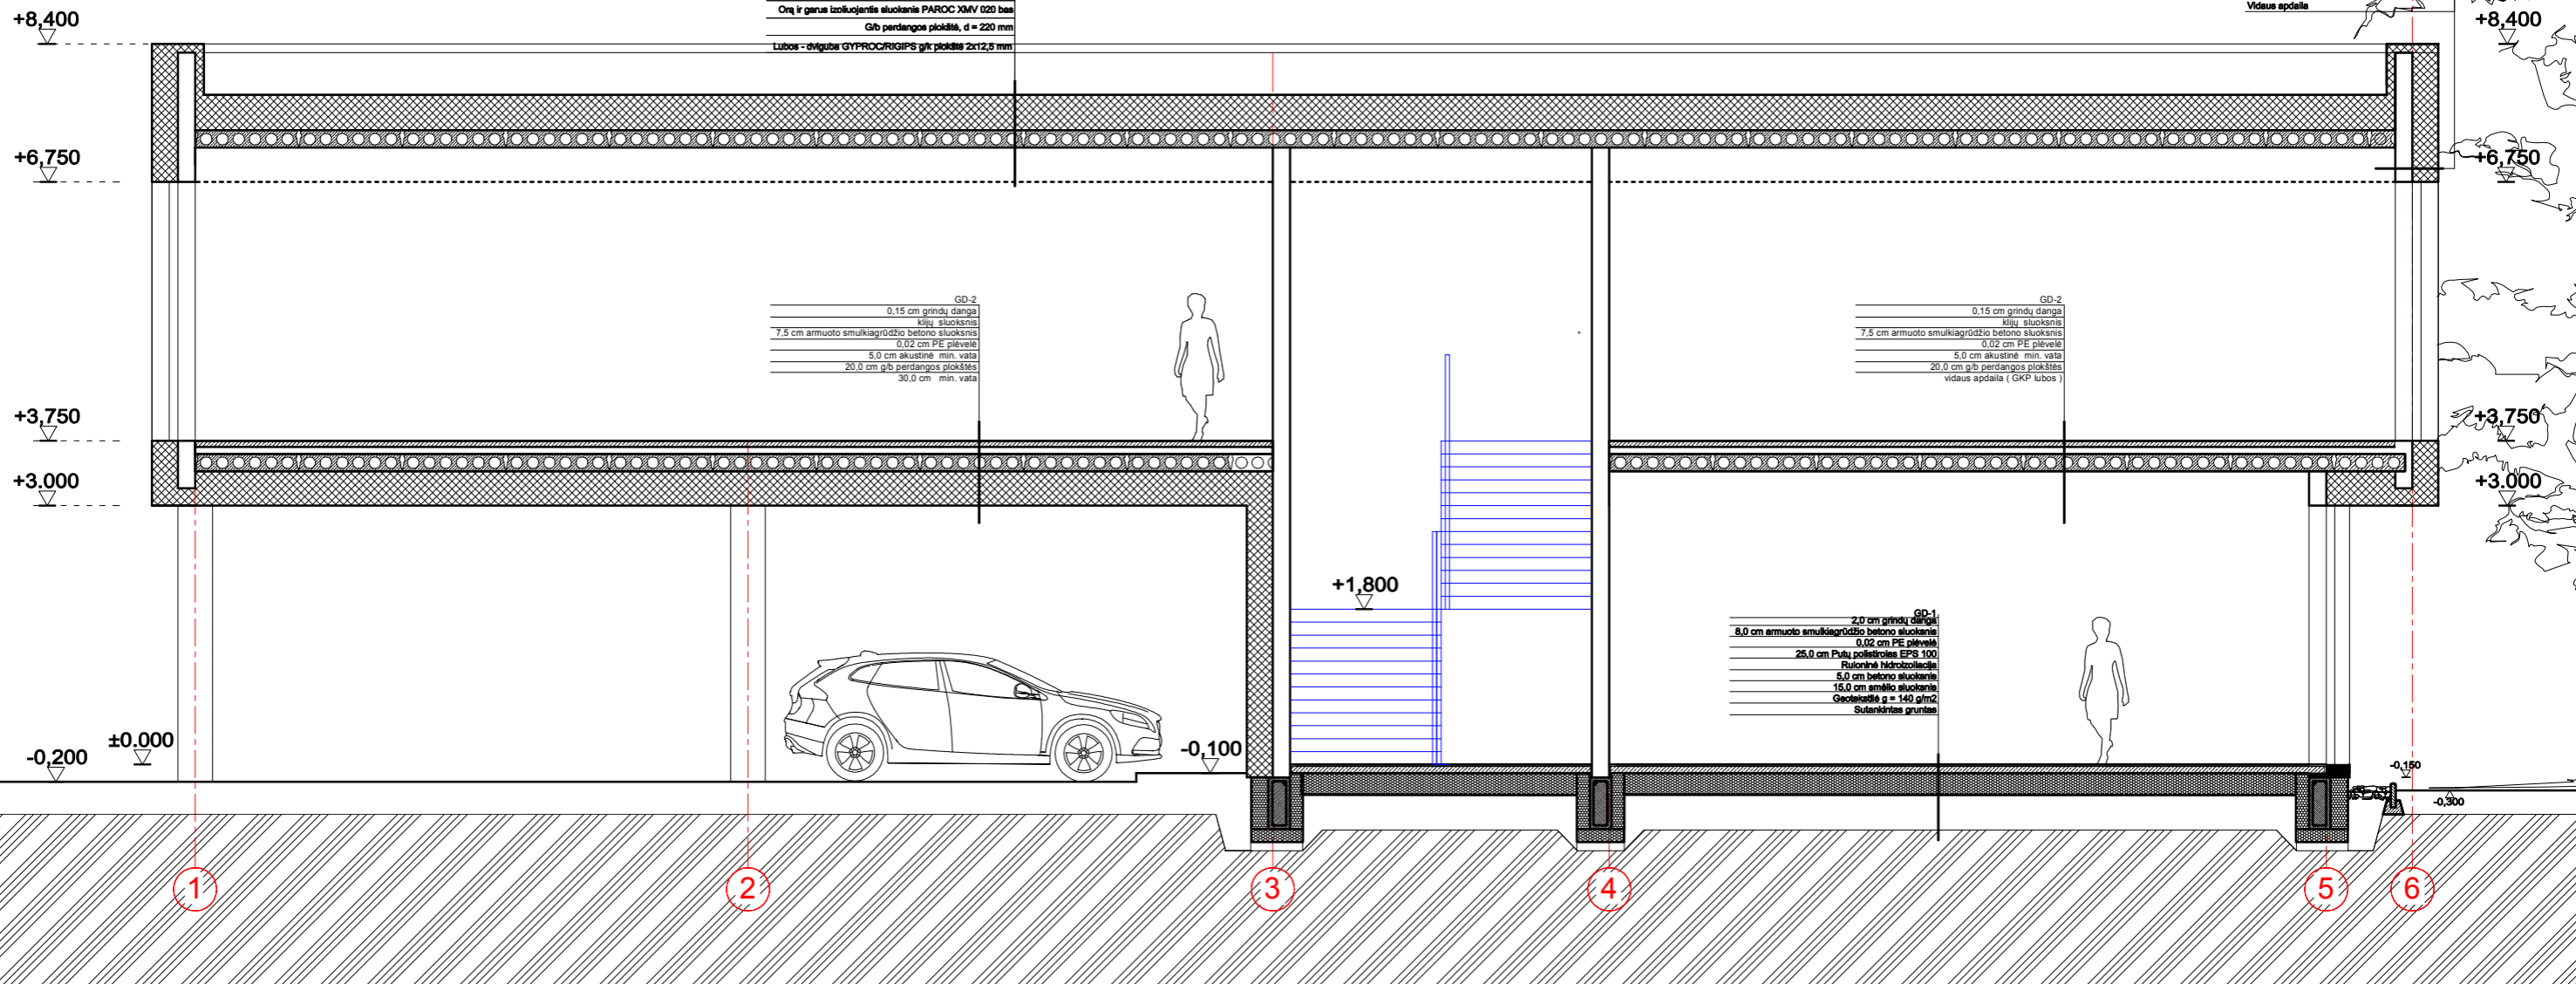 Orą ir garus izoliuojantis sluoksnis PAROC XMV 020 bas
G/b perdangos plokštė, d = 220 mm
Lubos - dviguba GYPROC/RIGIPS g/k plokštė 2x12,5 mm
Vidaus apdaila
+8,400
+8,400
+6,750
+6,750
GD-2
0,15 cm grindų danga
klijų sluoksnis
7,5 cm armuoto smulkiagrūdžio betono sluoksnis
0,02 cm PE plėvelė
5,0 cm akustinė min. vata
20,0 cm g/b perdangos plokštės
30,0 cm min. vata
GD-2
0,15 cm grindų danga
klijų sluoksnis
7,5 cm armuoto smulkiagrūdžio betono sluoksnis
0,02 cm PE plėvelė
5,0 cm akustinė min. vata
20,0 cm g/b perdangos plokštės
vidaus apdaila ( GKP lubos )
+3,750
+3,750
+3.000
+3.000
+1,800
GD-1
2,0 cm grindų danga
8,0 cm armuoto smulkiagrūdžio betono sluoksnis
0,02 cm PE plėvelė
25,0 cm Putų polistirolas EPS 100
Ruloninė hidroizoliacija
5,0 cm betono sluoksnis
15,0 cm smėlio sluoksnis
Geotekstilė g = 140 g/m2
Sutankintas gruntas
±0.000
-0,200
-0,100
-0,150
-0,300
1
2
3
4
5
6